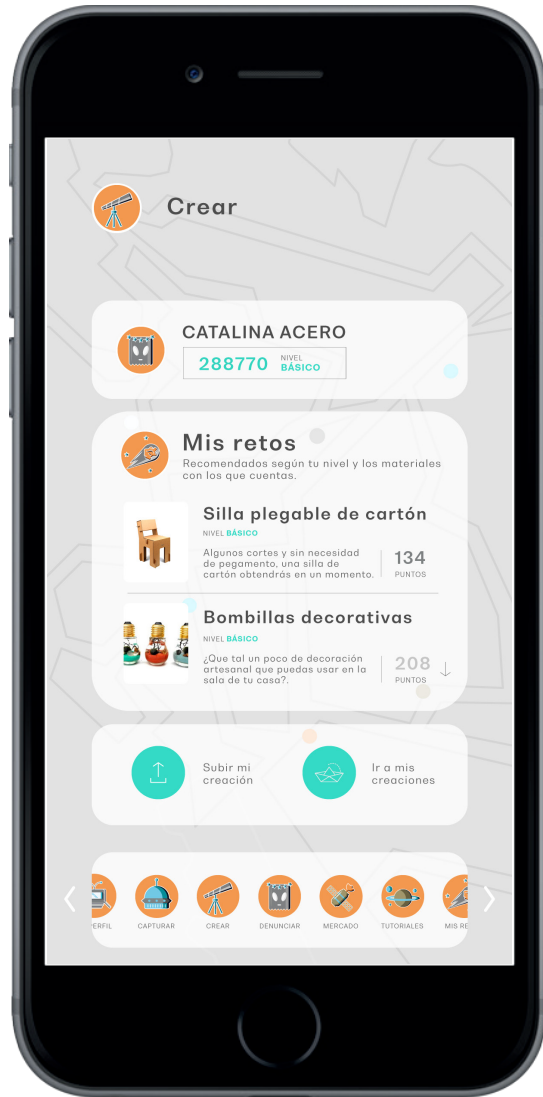 Crear
CATALINA ACERO
288770 NIVEL
BÁSICO
Mis retos
Recomendados según tu nivel y los materiales
con los que cuentas.
Silla plegable de cartón
NIVEL BÁSICO
Algunos cortes y sin necesidad
de pegamento, una silla de
cartón obtendrás en un momento.
134
PUNTOS
Bombillas decorativas
NIVEL BÁSICO
¿Que tal un poco de decoración
artesanal que puedas usar en la
sala de tu casa?.
208
PUNTOS
Subir mi
creación
Ir a mis
creaciones
PERFIL CAPTURAR CREAR DENUNCIAR MERCADO TUTORIALES MIS RE